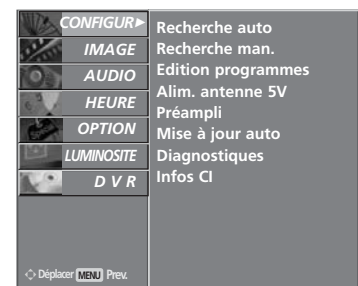 CONFIGUR►
IMAGE
AUDIO
HEURE
OPTION
LUMINOSITE
D V R
Recherche auto
Recherche man.
Edition programmes
Alim. antenne 5V
Préampli
Mise à jour auto
Diagnostiques
Infos CI
Déplacer MENU Prev.